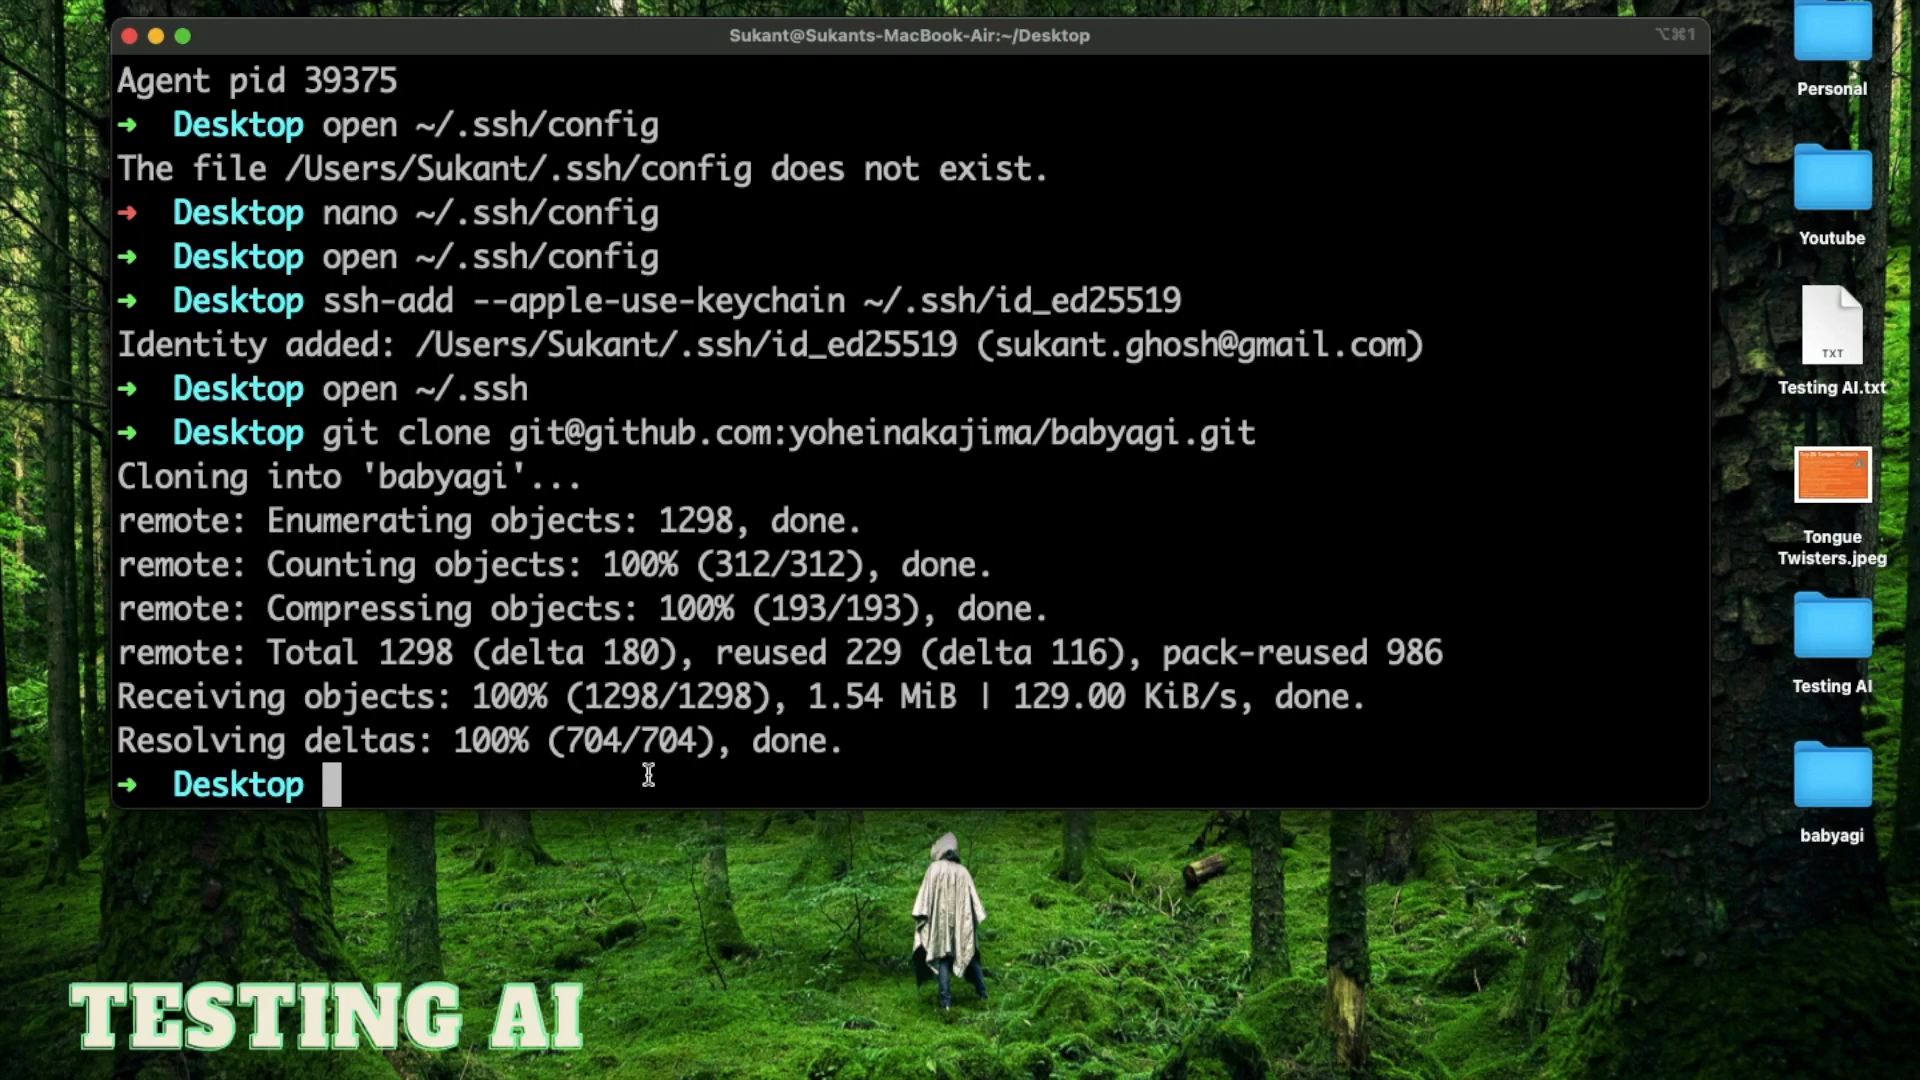 Sukant@Sukants-MacBook-Air:~/Desktop
⌥⌘1
Agent pid 39375
➜ Desktop open ~/.ssh/config
The file /Users/Sukant/.ssh/config does not exist.
➜ Desktop nano ~/.ssh/config
➜ Desktop open ~/.ssh/config
➜ Desktop ssh-add --apple-use-keychain ~/.ssh/id_ed25519
Identity added: /Users/Sukant/.ssh/id_ed25519 (sukant.ghosh@gmail.com)
➜ Desktop open ~/.ssh
➜ Desktop git clone git@github.com:yoheinakajima/babyagi.git
Cloning into 'babyagi'...
remote: Enumerating objects: 1298, done.
remote: Counting objects: 100% (312/312), done.
remote: Compressing objects: 100% (193/193), done.
remote: Total 1298 (delta 180), reused 229 (delta 116), pack-reused 986
Receiving objects: 100% (1298/1298), 1.54 MiB | 129.00 KiB/s, done.
Resolving deltas: 100% (704/704), done.
➜ Desktop
Personal
Youtube
TXT
Testing AI.txt
Tongue
Twisters.jpeg
Testing AI
babyagi
TESTING AI